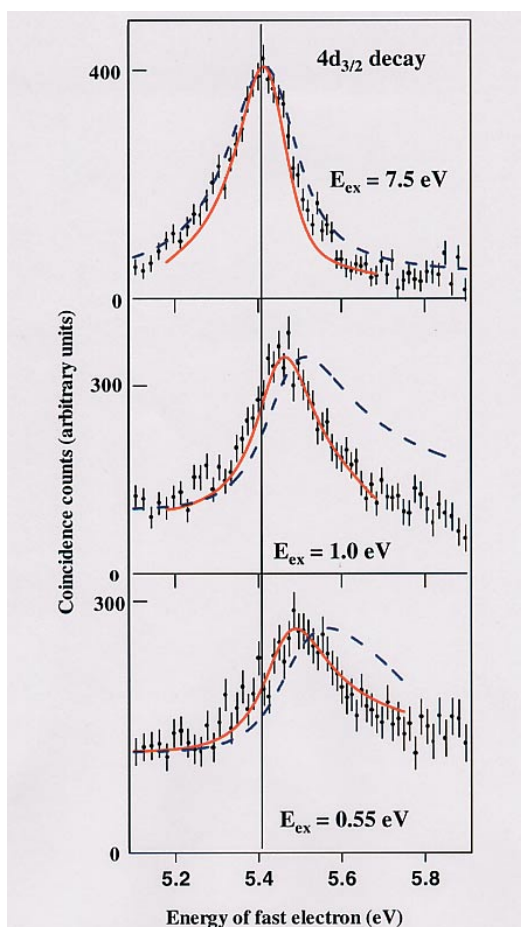 4d3/2 decay
400
Eex = 7.5 eV
0
300
Eex = 1.0 eV
0
300
Eex = 0.55 eV
0
Coincidence counts (arbitrary units)
5.2 5.4 5.6 5.8
Energy of fast electron (eV)